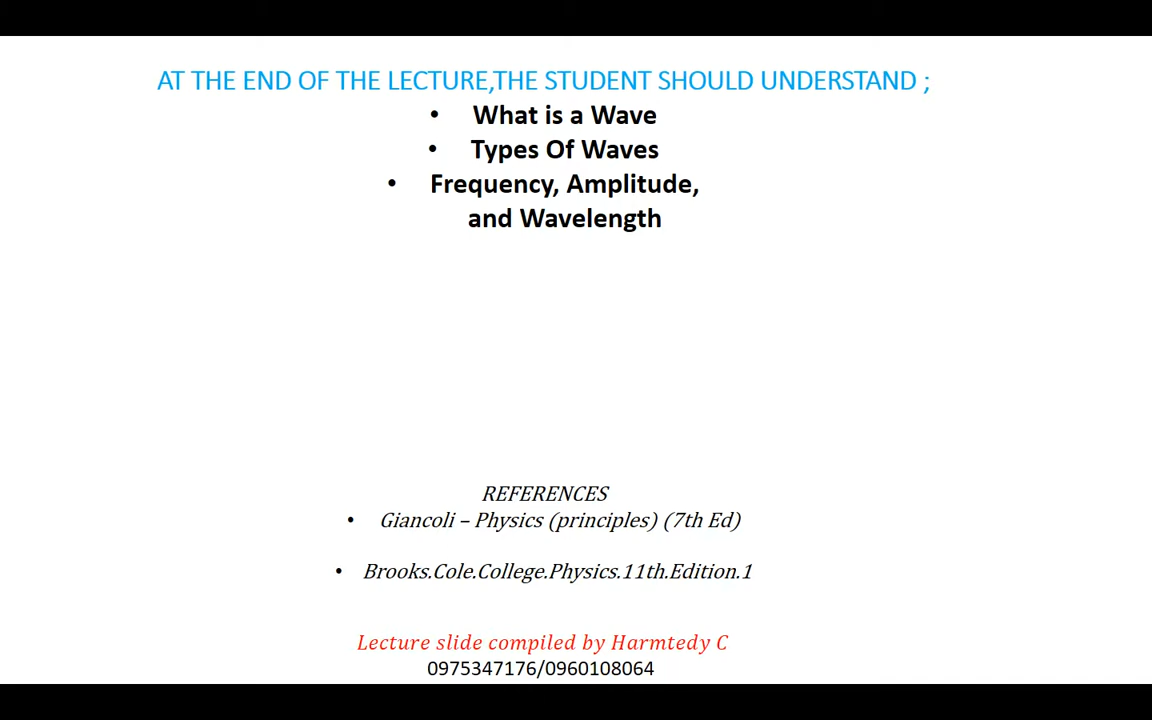 AT THE END OF THE LECTURE,THE STUDENT SHOULD UNDERSTAND ;
• What is a Wave
• Types Of Waves
• Frequency, Amplitude,
and Wavelength
REFERENCES
• Giancoli – Physics (principles) (7th Ed)
• Brooks.Cole.College.Physics.11th.Edition.1
Lecture slide compiled by Harmtedy C
0975347176/0960108064